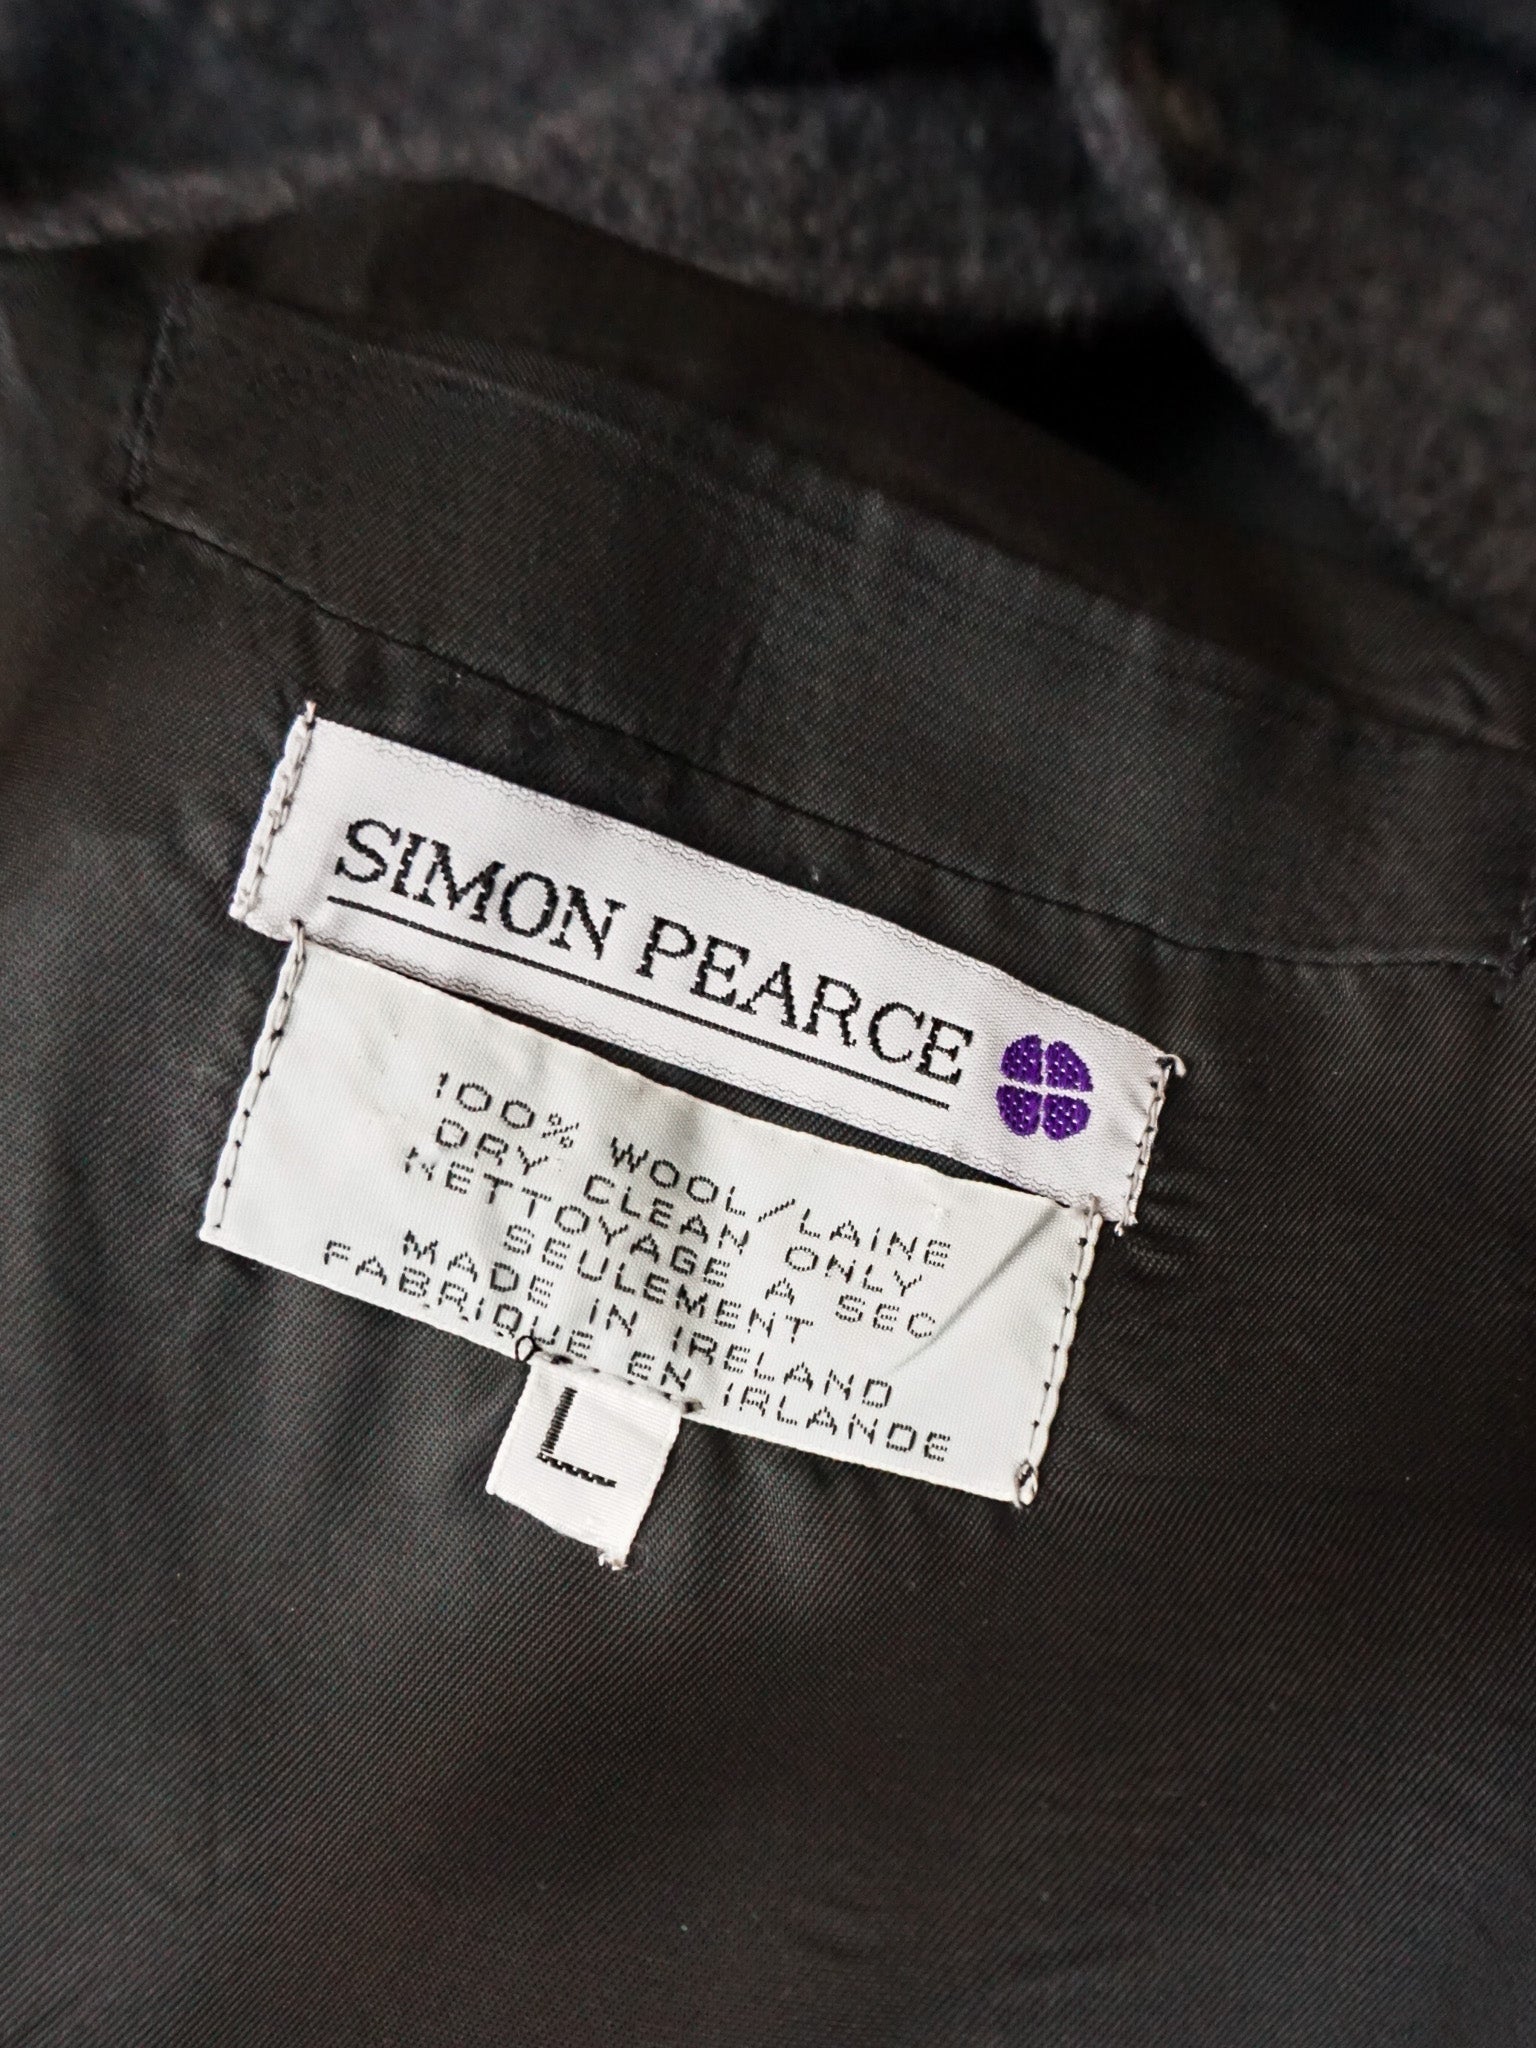 SIMON PEARCE
100% WOOL/LAINE
DRY CLEAN ONLY
NETTOYAGE A SEC
SEULEMENT
MADE IN IRELAND
FABRIQUE EN IRLANDE
L